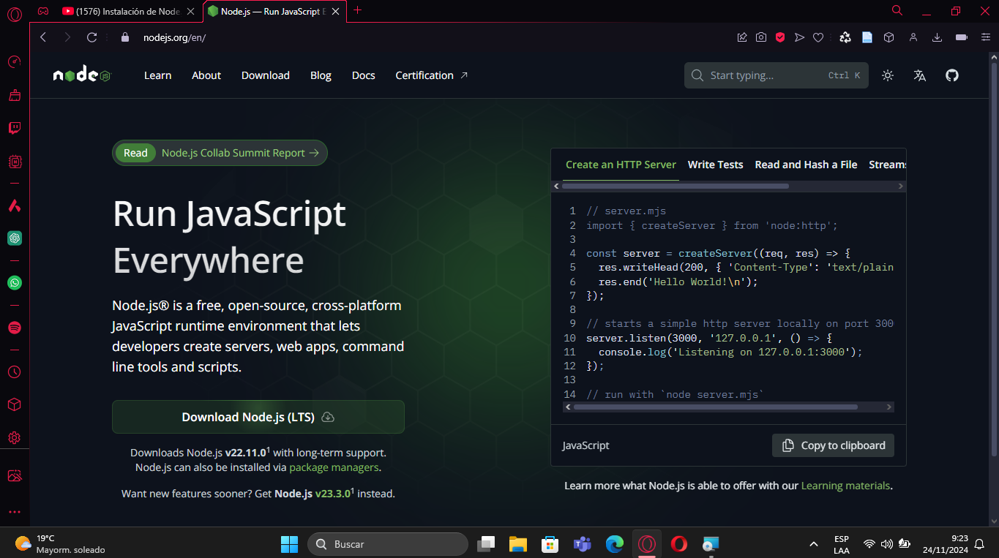 (1576) Instalación de Node.
Node.js — Run JavaScript E
nodejs.org/en/
node JS
Learn
About
Download
Blog
Docs
Certification
Start typing...
Ctrl K
Read
Node.js Collab Summit Report
Run JavaScript
Everywhere
Node.js® is a free, open-source, cross-platform
JavaScript runtime environment that lets
developers create servers, web apps, command
line tools and scripts.
Download Node.js (LTS)
Downloads Node.js v22.11.0¹ with long-term support.
Node.js can also be installed via package managers.
Want new features sooner? Get Node.js v23.3.0¹ instead.
Create an HTTP Server
Write Tests
Read and Hash a File
Streams
1 // server.mjs
2 import { createServer } from 'node:http';
3
4 const server = createServer((req, res) => {
5 res.writeHead(200, { 'Content-Type': 'text/plain
6 res.end('Hello World!\n');
7 });
8
9 // starts a simple http server locally on port 300
10 server.listen(3000, '127.0.0.1', () => {
11 console.log('Listening on 127.0.0.1:3000');
12 });
13
14 // run with `node server.mjs`
JavaScript
Copy to clipboard
Learn more what Node.js is able to offer with our Learning materials.
19°C
Mayorm. soleado
Buscar
ESP
LAA
9:23
24/11/2024